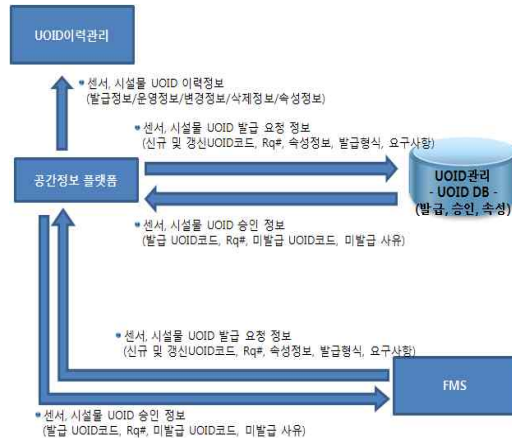 UOID이력관리
센서, 시설물 UOID 이력정보
(발급정보/운영정보/변경정보/삭제정보/속성정보)
센서, 시설물 UOID 발급 요청 정보
(신규 및 갱신UOID코드, Rq#, 속성정보, 발급형식, 요구사항)
공간정보 플랫폼
UOID관리
- UOID DB -
(발급, 승인, 속성)
센서, 시설물 UOID 승인 정보
(발급 UOID코드, Rq#, 미발급 UOID코드, 미발급 사유)
센서, 시설물 UOID 발급 요청 정보
(신규 및 갱신UOID코드, Rq#, 속성정보, 발급형식, 요구사항)
FMS
센서, 시설물 UOID 승인 정보
(발급 UOID코드, Rq#, 미발급 UOID코드, 미발급 사유)